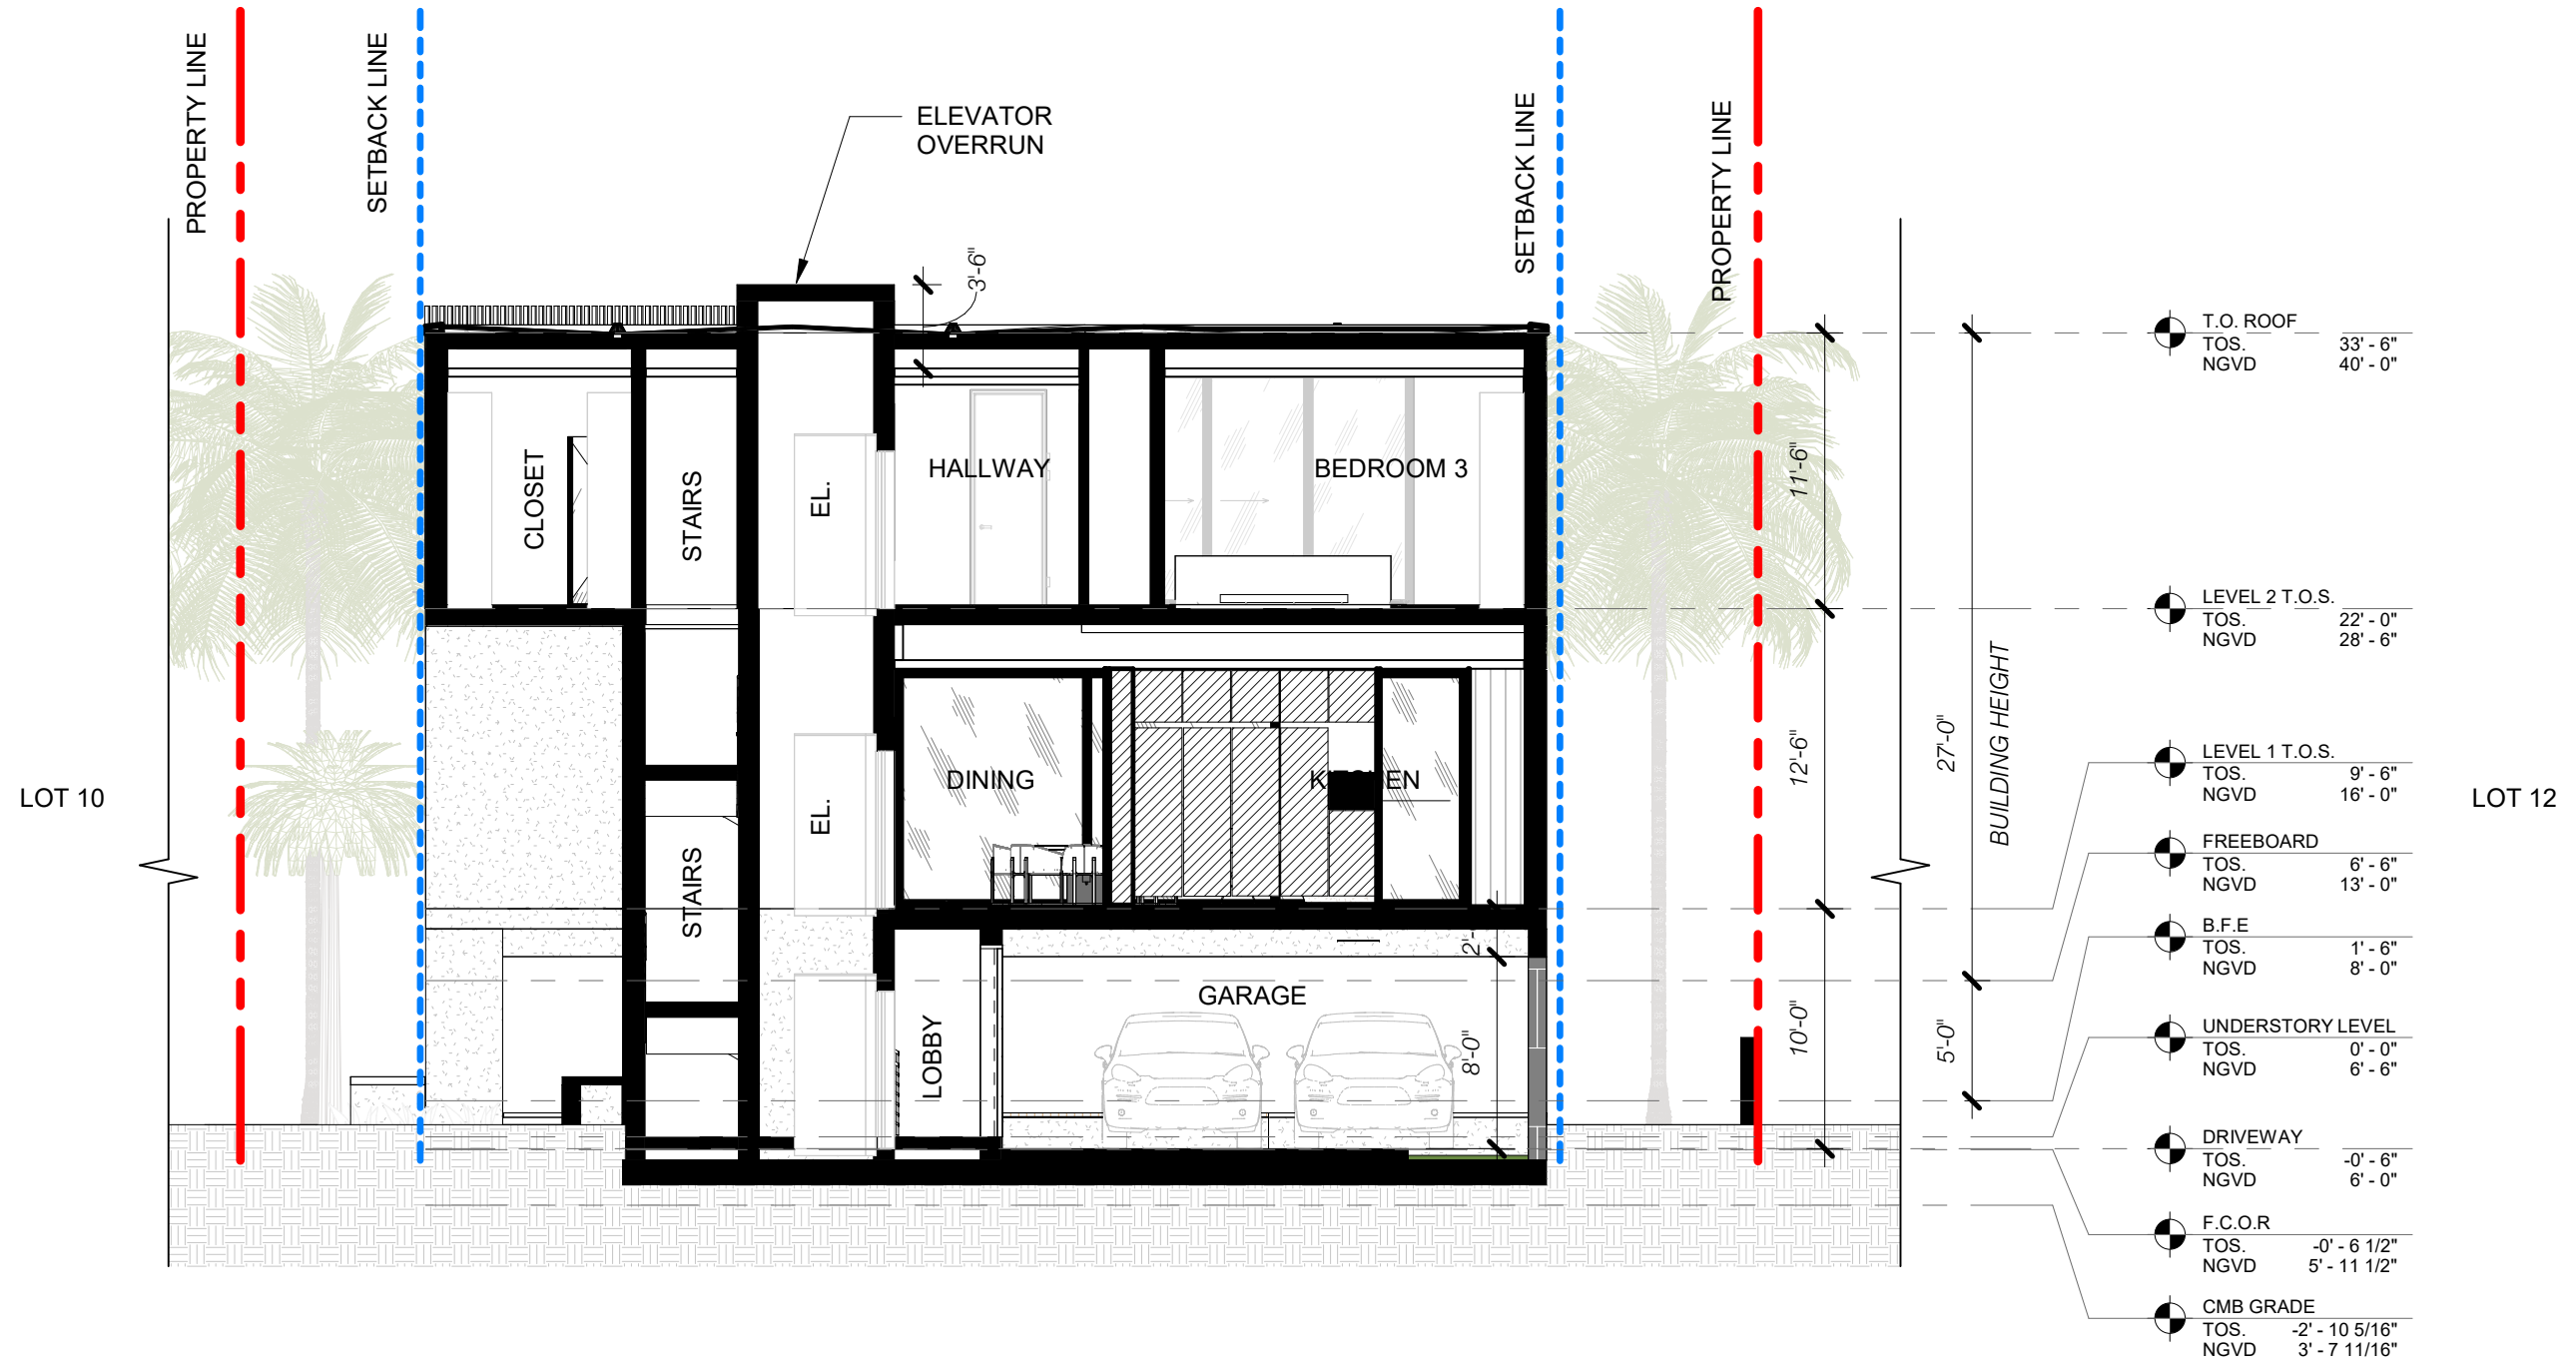 PROPERTY LINE
SETBACK LINE
ELEVATOR
OVERRUN
SETBACK LINE
PROPERTY LINE
3'-6"
T.O. ROOF
TOS. 33' - 6"
NGVD 40' - 0"
CLOSET
STAIRS
EL.
HALLWAY
BEDROOM 3
11'-6"
LEVEL 2 T.O.S.
TOS. 22' - 0"
NGVD 28' - 6"
LOT 10
STAIRS
EL.
DINING
12'-6"
27'-0"
BUILDING HEIGHT
LEVEL 1 T.O.S.
TOS. 9' - 6"
NGVD 16' - 0"
LOT 12
FREEBOARD
TOS. 6' - 6"
NGVD 13' - 0"
B.F.E
TOS. 1' - 6"
NGVD 8' - 0"
LOBBY
GARAGE
8'-0"
10'-0"
5'-0"
UNDERSTORY LEVEL
TOS. 0' - 0"
NGVD 6' - 6"
DRIVEWAY
TOS. -0' - 6"
NGVD 6' - 0"
F.C.O.R
TOS. -0' - 6 1/2"
NGVD 5' - 11 1/2"
CMB GRADE
TOS. -2' - 10 5/16"
NGVD 3' - 7 11/16"